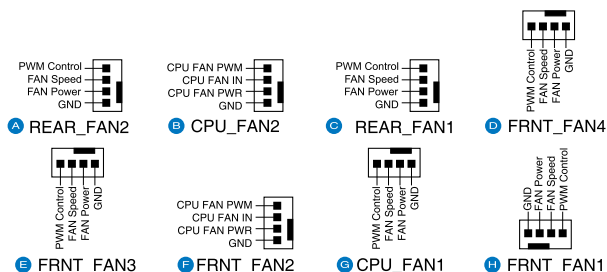 PWM Control
FAN Speed
FAN Power
GND
A REAR_FAN2
CPU FAN PWM
CPU FAN IN
CPU FAN PWR
GND
B CPU_FAN2
PWM Control
FAN Speed
FAN Power
GND
C REAR_FAN1
PWM Control
FAN Speed
FAN Power
GND
D FRNT_FAN4
PWM Control
FAN Speed
FAN Power
GND
E FRNT_FAN3
CPU FAN PWM
CPU FAN IN
CPU FAN PWR
GND
F FRNT_FAN2
PWM Control
FAN Speed
FAN Power
GND
G CPU_FAN1
GND
FAN Power
FAN Speed
PWM Control
H FRNT_FAN1